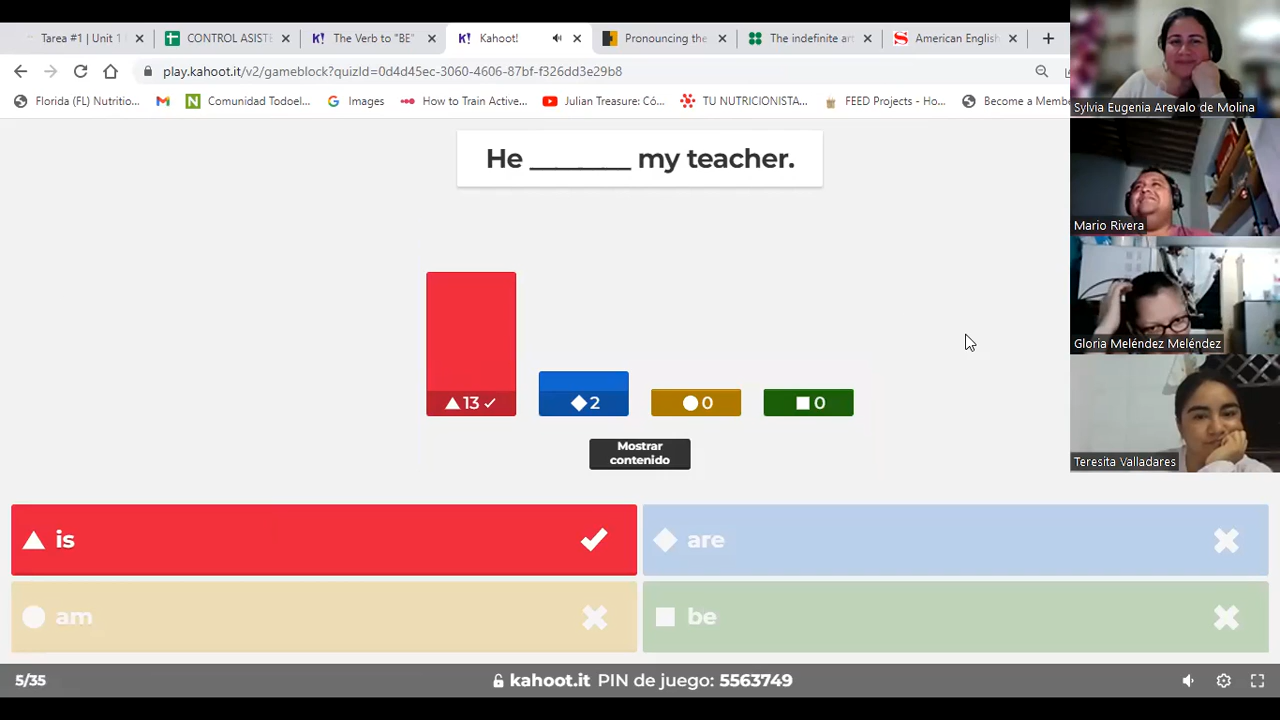 Tarea #1 | Unit 1
CONTROL ASISTE
The Verb to "BE"
Kahoot!
Pronouncing the
The indefinite art
American English
play.kahoot.it/v2/gameblock?quizId=0d4d45ec-3060-4606-87bf-f326dd3e29b8
Florida (FL) Nutritio...
Comunidad Todoel...
Images
How to Train Active...
Julian Treasure: Có...
TU NUTRICIONISTA...
FEED Projects - Ho...
Become a Membe
Sylvia Eugenia Arevalo de Molina
Mario Rivera
Gloria Meléndez Meléndez
Teresita Valladares
He _______ my teacher.
13
2
0
0
Mostrar
contenido
is
are
am
be
5/35
kahoot.it PIN de juego: 5563749